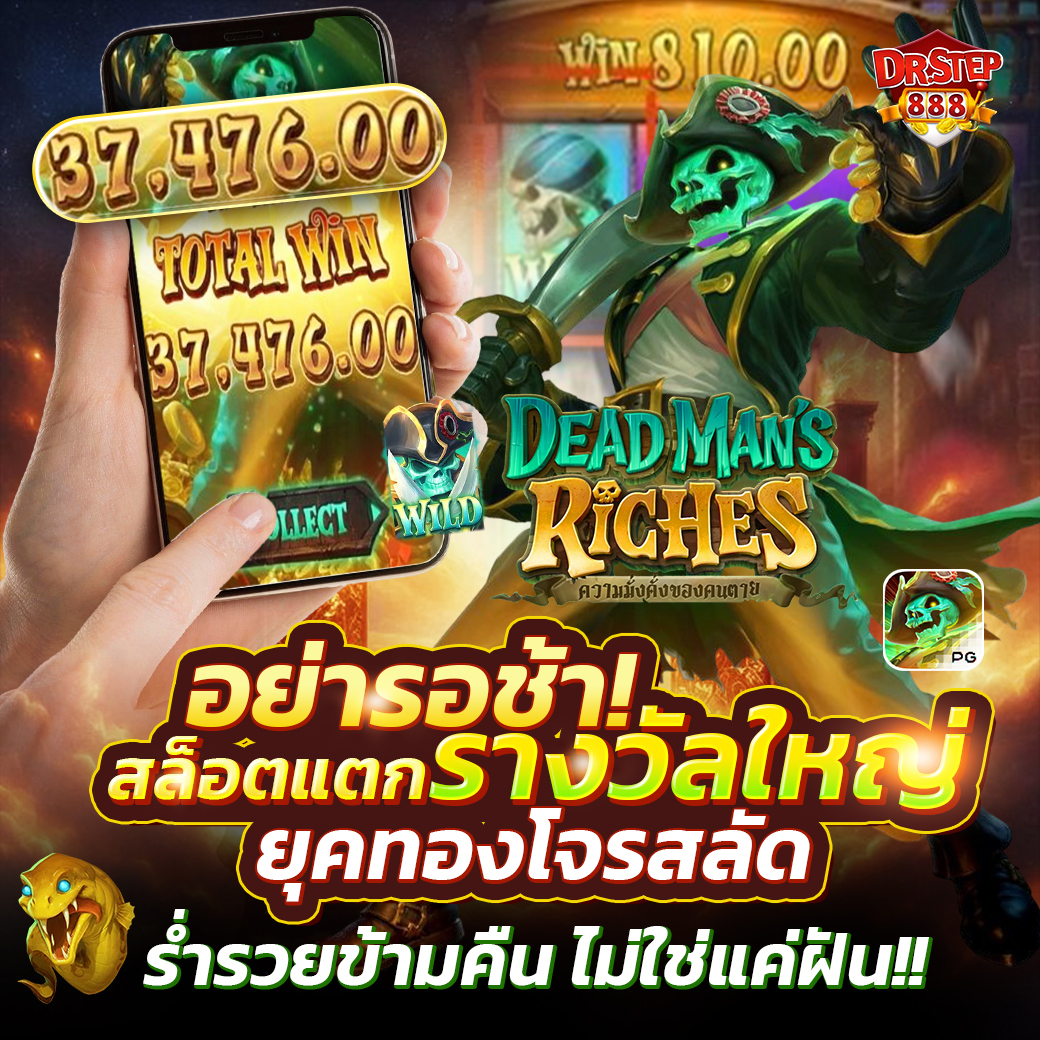 WIN 810.00
DR.STEP
888
37,476.00
TOTAL WIN
37,476.00
COLLECT
WILD
DEAD MAN'S
RICHES
ความมั่งคั่งของคนตาย
PG
อย่ารอช้า!
สล็อตแตกรางวัลใหญ่
ยุคทองโจรสลัด
ร่ำรวยข้ามคืน ไม่ใช่แค่ฝัน!!